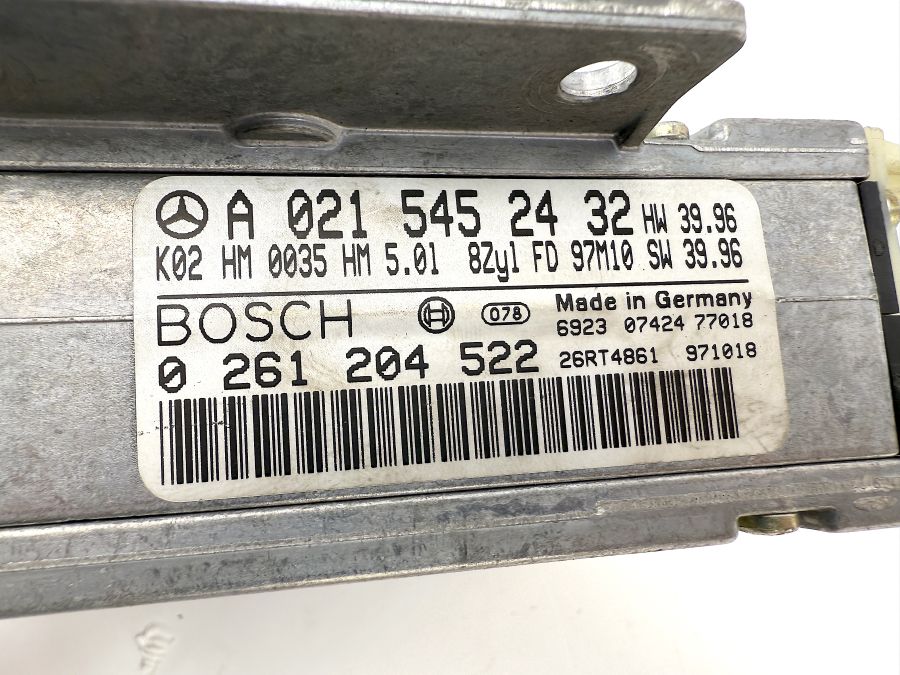 A 021 545 24 32 HW 39.96
K02 HM 0035 HM 5.0l 8Zyl FD 97M10 SW 39.96
BOSCH 078 Made in Germany
6923 07424 77018
0 261 204 522 26RT4861 971018